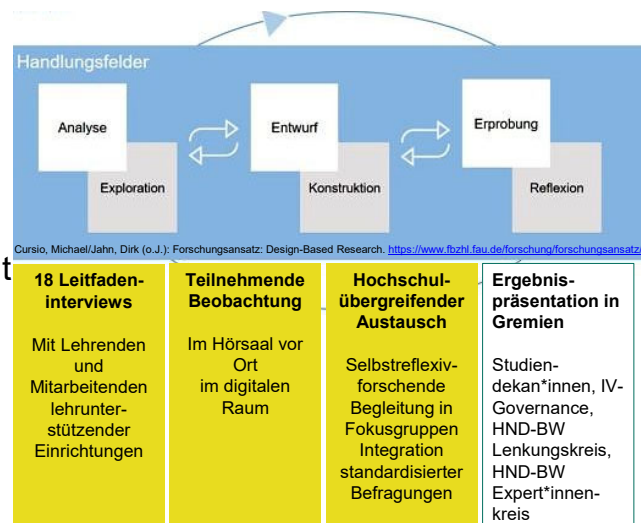 Handlungsfelder
Analyse
Exploration
Entwurf
Konstruktion
Erprobung
Reflexion
Cursio, Michael/Jahn, Dirk (o.J.): Forschungsansatz: Design-Based Research. https://www.fbzhl.fau.de/forschung/forschungsansatz/
t
18 Leitfaden-
interviews
Mit Lehrenden
und
Mitarbeitenden
lehrunter-
stützender
Einrichtungen
Teilnehmende
Beobachtung
Im Hörsaal vor
Ort
im digitalen
Raum
Hochschul-
übergreifender
Austausch
Selbstreflexiv-
forschende
Begleitung in
Fokusgruppen
Integration
standardisierter
Befragungen
Ergebnis-
präsentation in
Gremien
Studien-
dekan*innen, IV-
Governance,
HND-BW
Lenkungskreis,
HND-BW
Expert*innen-
kreis